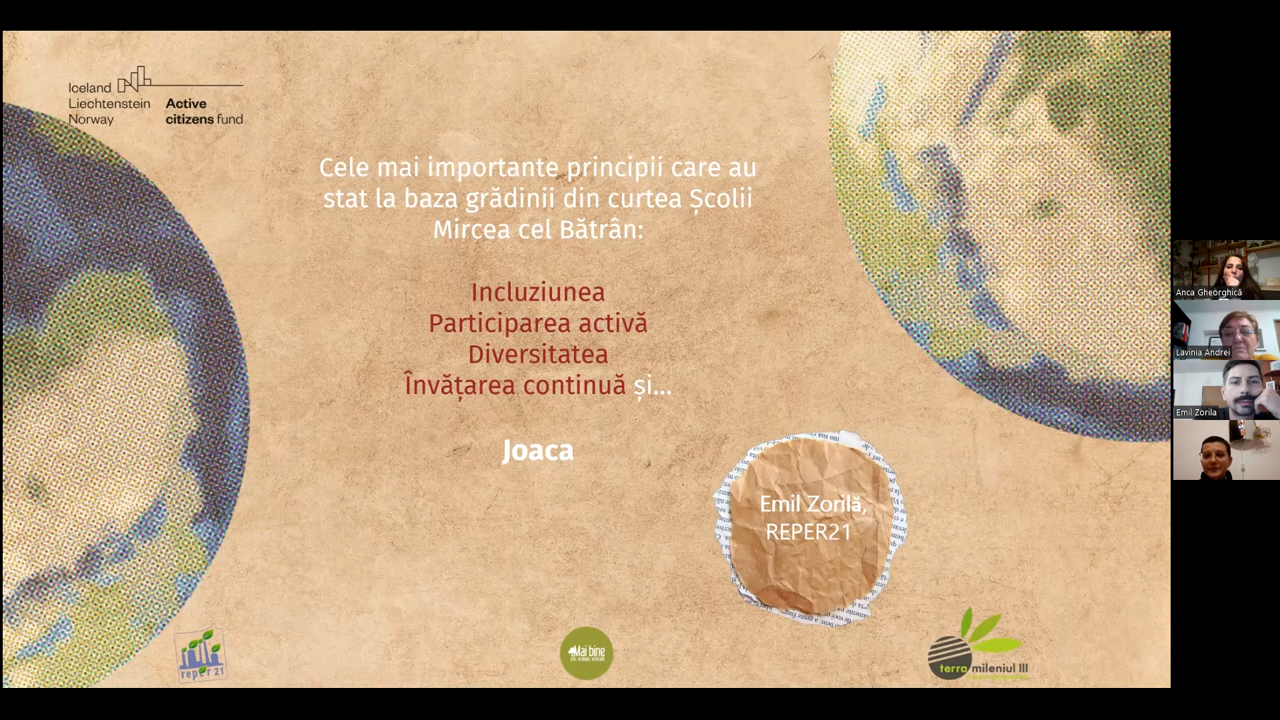 Iceland
Liechtenstein
Norway
Active
citizens fund
Cele mai importante principii care au
stat la baza grădinii din curtea Școlii
Mircea cel Bătrân:
Incluziunea
Participarea activă
Diversitatea
Învățarea continuă și...
Joaca
Emil Zorilă,
REPER21
reper 21
Mai bine
terra mileniul III
Anca Gheorghică
Lavinia Andrei
Emil Zorila